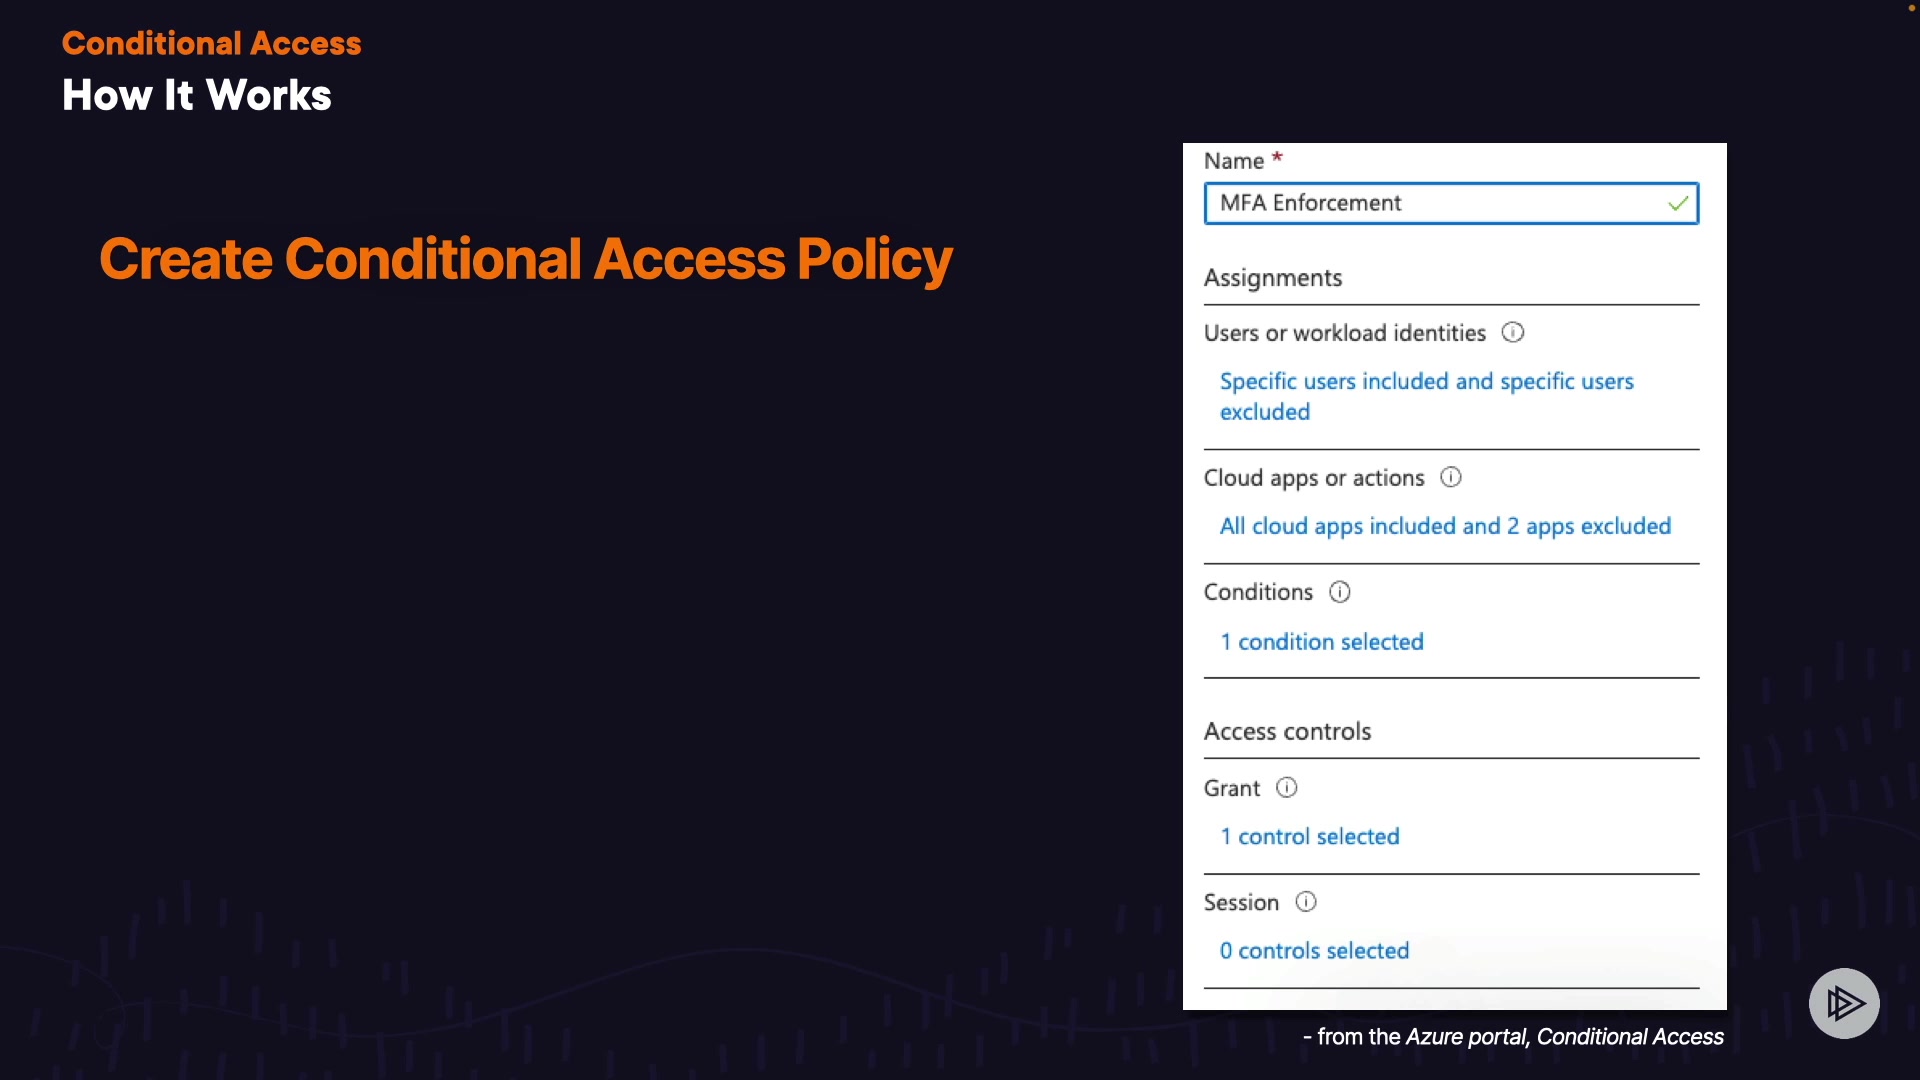 Conditional Access
How It Works
Create Conditional Access Policy
Name *
MFA Enforcement
Assignments
Users or workload identities
Specific users included and specific users
excluded
Cloud apps or actions
All cloud apps included and 2 apps excluded
Conditions
1 condition selected
Access controls
Grant
1 control selected
Session
0 controls selected
- from the Azure portal, Conditional Access